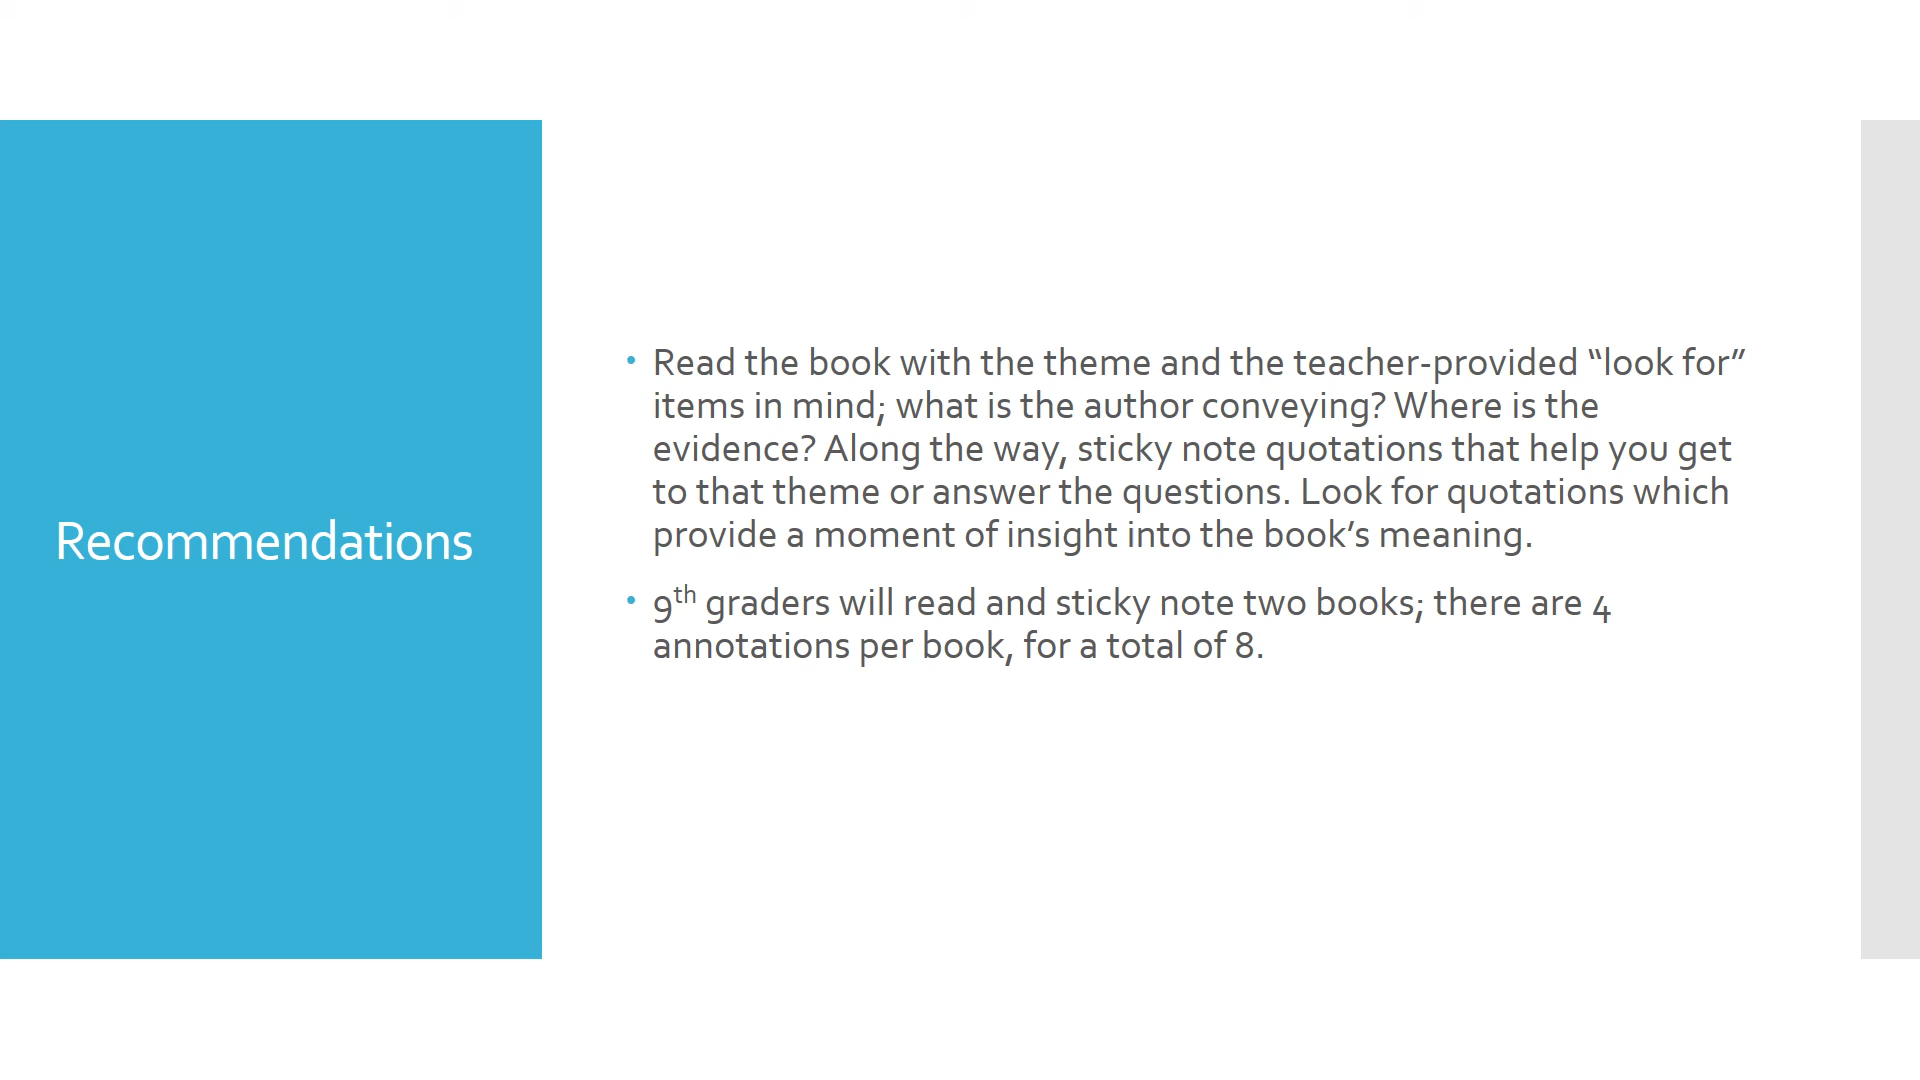 Recommendations
• Read the book with the theme and the teacher-provided “look for”
items in mind; what is the author conveying? Where is the
evidence? Along the way, sticky note quotations that help you get
to that theme or answer the questions. Look for quotations which
provide a moment of insight into the book’s meaning.
• 9th graders will read and sticky note two books; there are 4
annotations per book, for a total of 8.